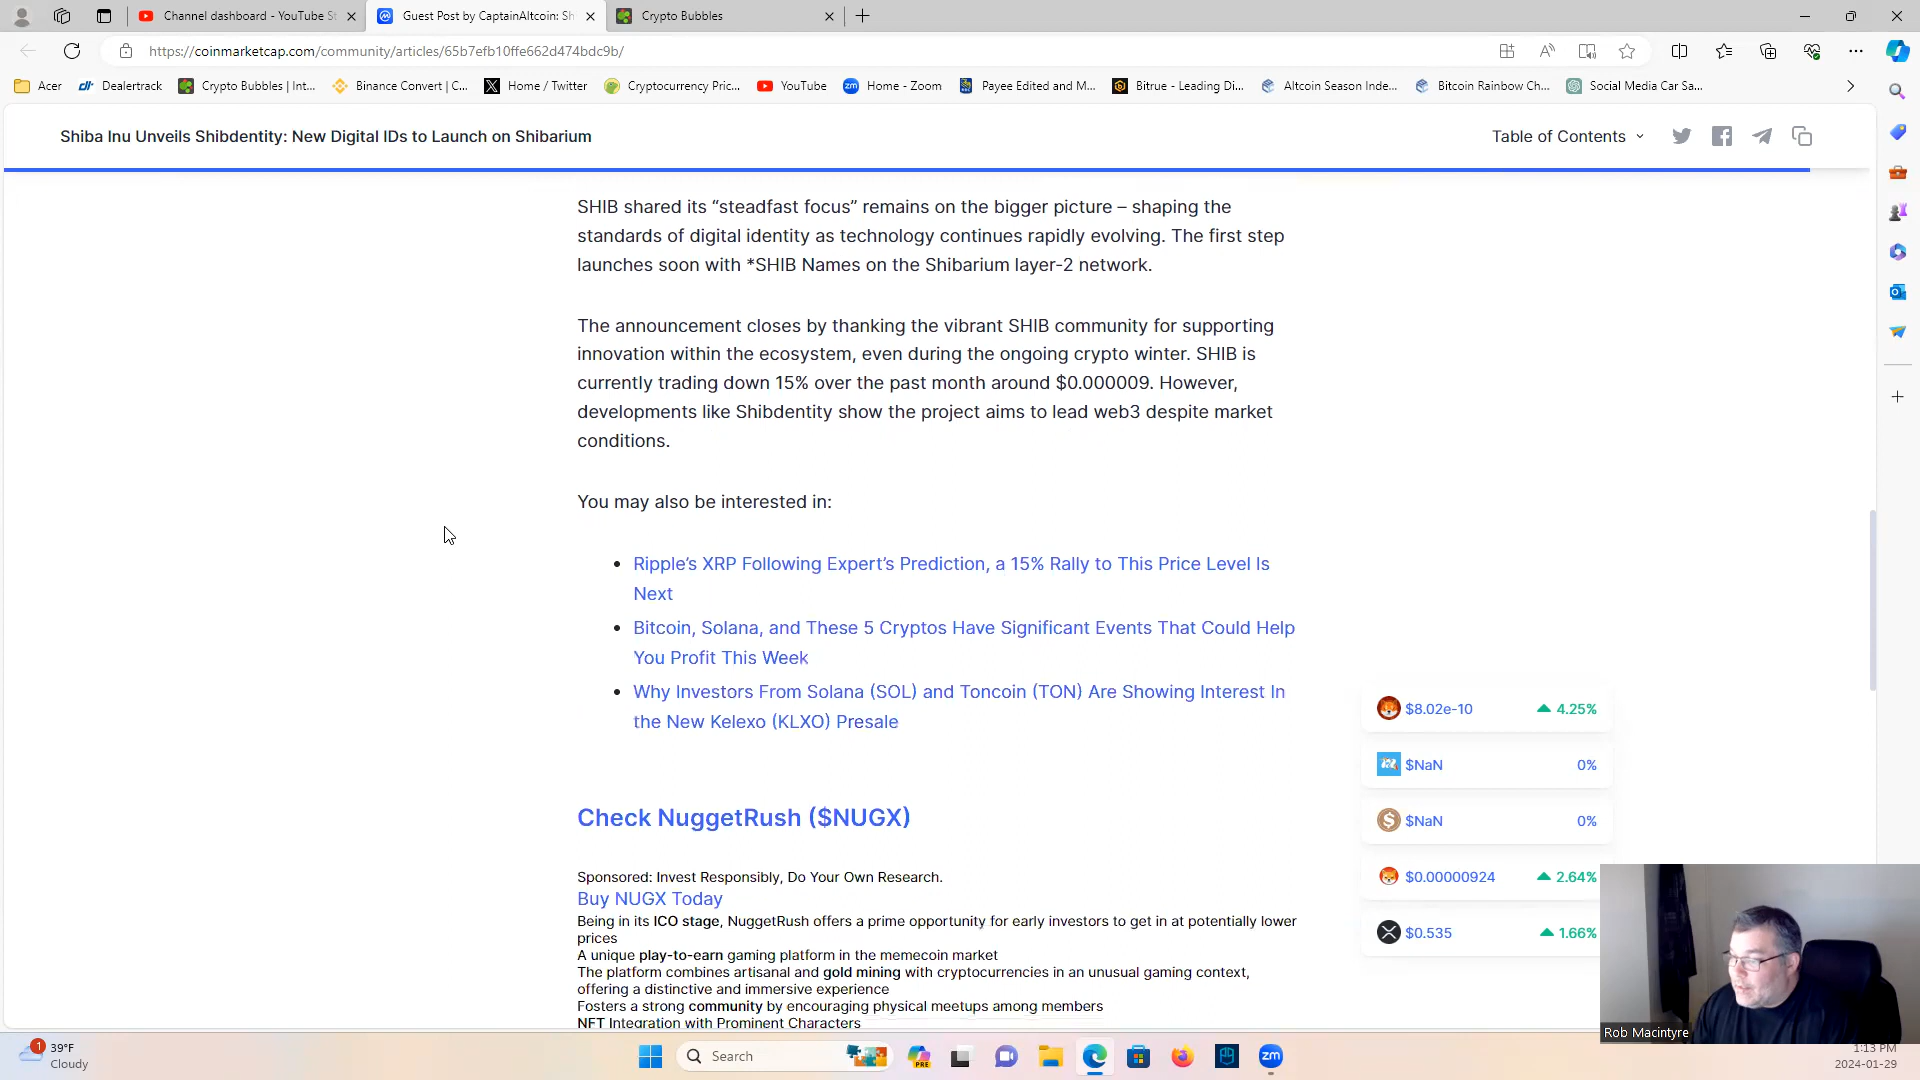 Channel dashboard - YouTube St
Guest Post by CaptainAltcoin: Sh
Crypto Bubbles
https://coinmarketcap.com/community/articles/65b7efb10ffe662d474bdc9b/
Acer
Dealertrack
Crypto Bubbles | Int...
Binance Convert | C...
Home / Twitter
Cryptocurrency Pric...
YouTube
Home - Zoom
Payee Edited and M...
Bitrue - Leading Di...
Altcoin Season Inde...
Bitcoin Rainbow Ch...
Social Media Car Sa...
Shiba Inu Unveils Shibdentity: New Digital IDs to Launch on Shibarium
Table of Contents
SHIB shared its “steadfast focus” remains on the bigger picture – shaping the
standards of digital identity as technology continues rapidly evolving. The first step
launches soon with *SHIB Names on the Shibarium layer-2 network.
The announcement closes by thanking the vibrant SHIB community for supporting
innovation within the ecosystem, even during the ongoing crypto winter. SHIB is
currently trading down 15% over the past month around $0.000009. However,
developments like Shibdentity show the project aims to lead web3 despite market
conditions.
You may also be interested in:
Ripple’s XRP Following Expert’s Prediction, a 15% Rally to This Price Level Is
Next
Bitcoin, Solana, and These 5 Cryptos Have Significant Events That Could Help
You Profit This Week
Why Investors From Solana (SOL) and Toncoin (TON) Are Showing Interest In
the New Kelexo (KLXO) Presale
$8.02e-10 4.25%
$NaN 0%
$NaN 0%
$0.00000924 2.64%
$0.535 1.66%
Check NuggetRush ($NUGX)
Sponsored: Invest Responsibly, Do Your Own Research.
Buy NUGX Today
Being in its ICO stage, NuggetRush offers a prime opportunity for early investors to get in at potentially lower
prices
A unique play-to-earn gaming platform in the memecoin market
The platform combines artisanal and gold mining with cryptocurrencies in an unusual gaming context,
offering a distinctive and immersive experience
Fosters a strong community by encouraging physical meetups among members
NFT Integration with Prominent Characters
Rob Macintyre
1
39°F
Cloudy
Search
PRE
zm
1:13 PM
2024-01-29